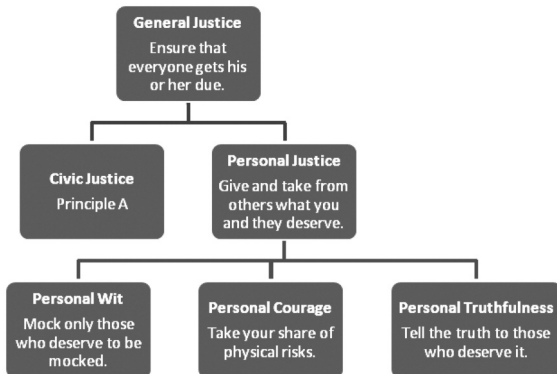 General Justice
Ensure that
everyone gets his
or her due.
Civic Justice
Principle A
Personal Justice
Give and take from
others what you
and they deserve.
Personal Wit
Mock only those
who deserve to be
mocked.
Personal Courage
Take your share of
physical risks.
Personal Truthfulness
Tell the truth to those
who deserve it.